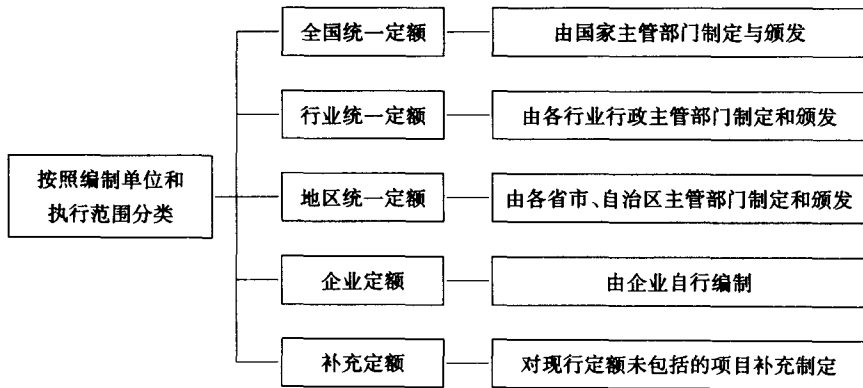 全国统一定额
由国家主管部门制定与颁发
行业统一定额
由各行业行政主管部门制定和颁发
按照编制单位和
执行范围分类
地区统一定额
由各省市、自治区主管部门制定和颁发
企业定额
由企业自行编制
补充定额
对现行定额未包括的项目补充制定